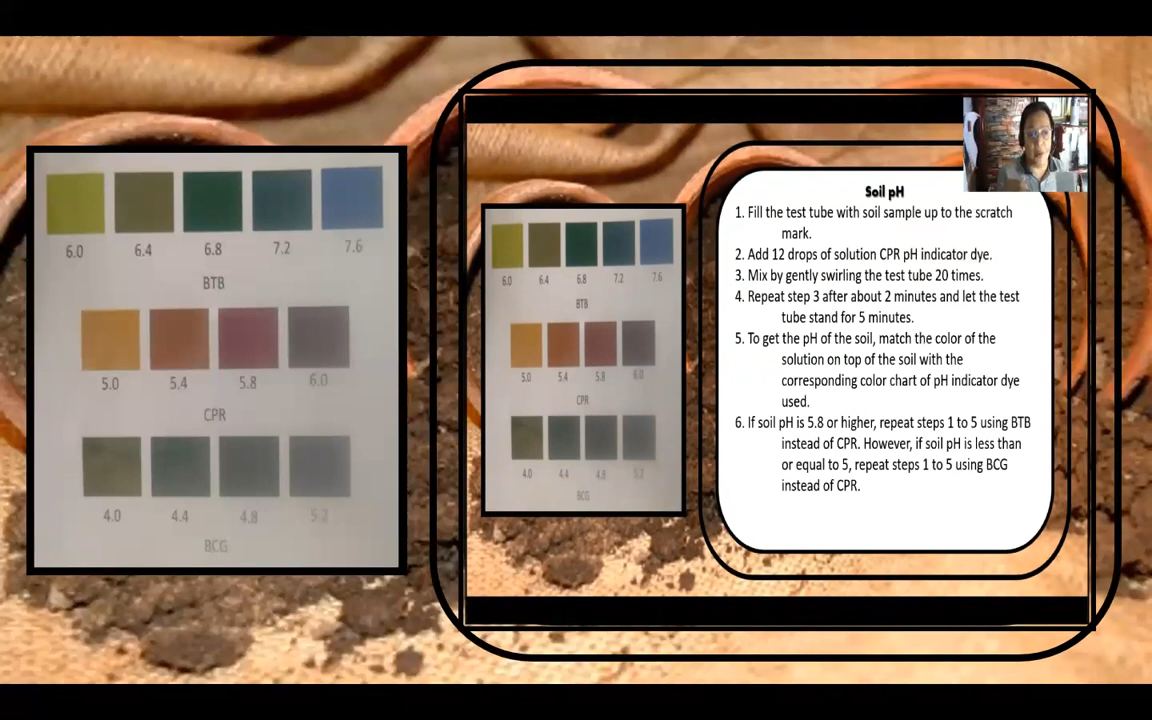 6.0 6.4 6.8 7.2 7.6
BTB
5.0 5.4 5.8 6.0
CPR
4.0 4.4 4.8 5.2
BCG
6.0 6.4 6.8 7.2 7.6
BTB
5.0 5.4 5.8 6.0
CPR
4.0 4.4 4.8 5.2
BCG
Soil pH
1. Fill the test tube with soil sample up to the scratch
mark.
2. Add 12 drops of solution CPR pH indicator dye.
3. Mix by gently swirling the test tube 20 times.
4. Repeat step 3 after about 2 minutes and let the test
tube stand for 5 minutes.
5. To get the pH of the soil, match the color of the
solution on top of the soil with the
corresponding color chart of pH indicator dye
used.
6. If soil pH is 5.8 or higher, repeat steps 1 to 5 using BTB
instead of CPR. However, if soil pH is less than
or equal to 5, repeat steps 1 to 5 using BCG
instead of CPR.